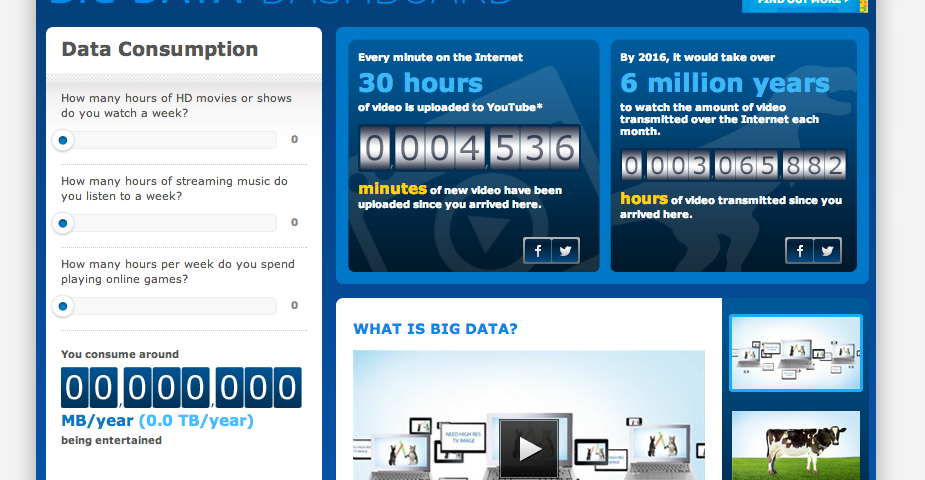 BIG DATA DASHBOARD
FIND OUT MORE >
Data Consumption
How many hours of HD movies or shows
do you watch a week?
0
How many hours of streaming music do
you listen to a week?
0
How many hours per week do you spend
playing online games?
0
You consume around
00,000,000
MB/year (0.0 TB/year)
being entertained
Every minute on the Internet
30 hours
of video is uploaded to YouTube*
0,004,536
minutes of new video have been
uploaded since you arrived here.
f
By 2016, it would take over
6 million years
to watch the amount of video
transmitted over the Internet each
month.
0,003,065,882
hours of video transmitted since you
arrived here.
f
WHAT IS BIG DATA?
NEED HIGH RES
TV IMAGE